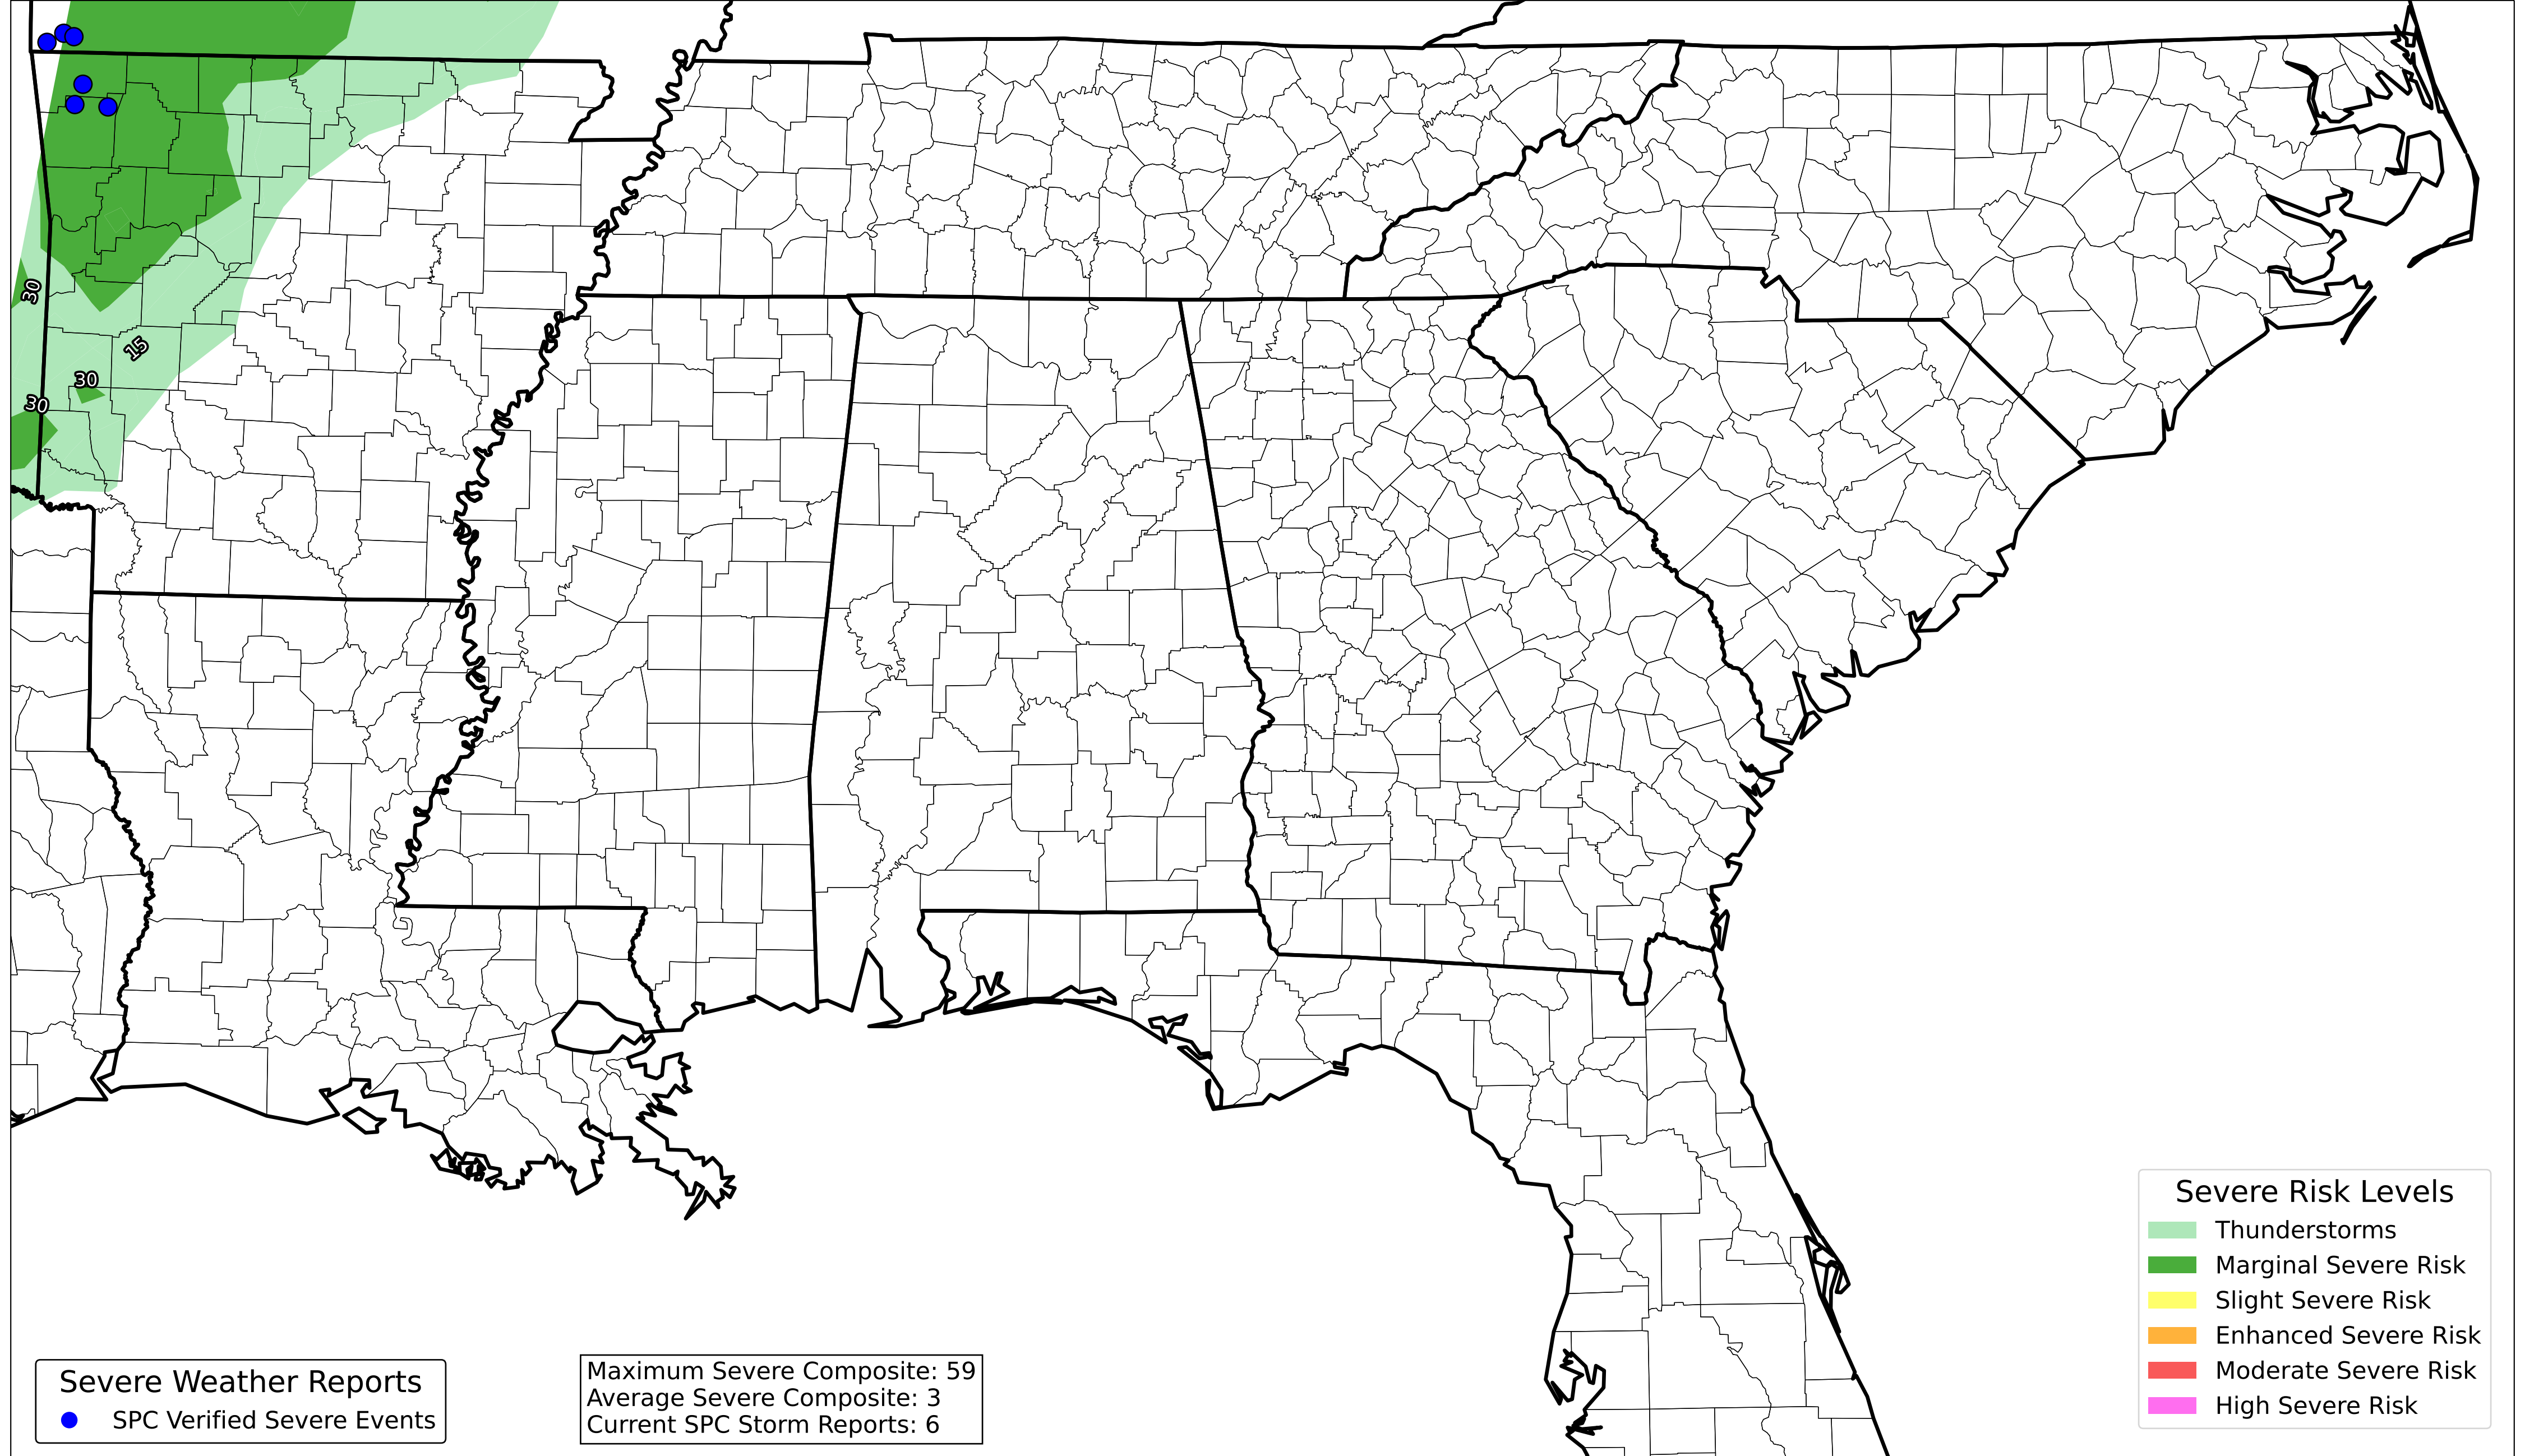 30
15
30
30
Severe Weather Reports
SPC Verified Severe Events
Maximum Severe Composite: 59
Average Severe Composite: 3
Current SPC Storm Reports: 6
Severe Risk Levels
Thunderstorms
Marginal Severe Risk
Slight Severe Risk
Enhanced Severe Risk
Moderate Severe Risk
High Severe Risk